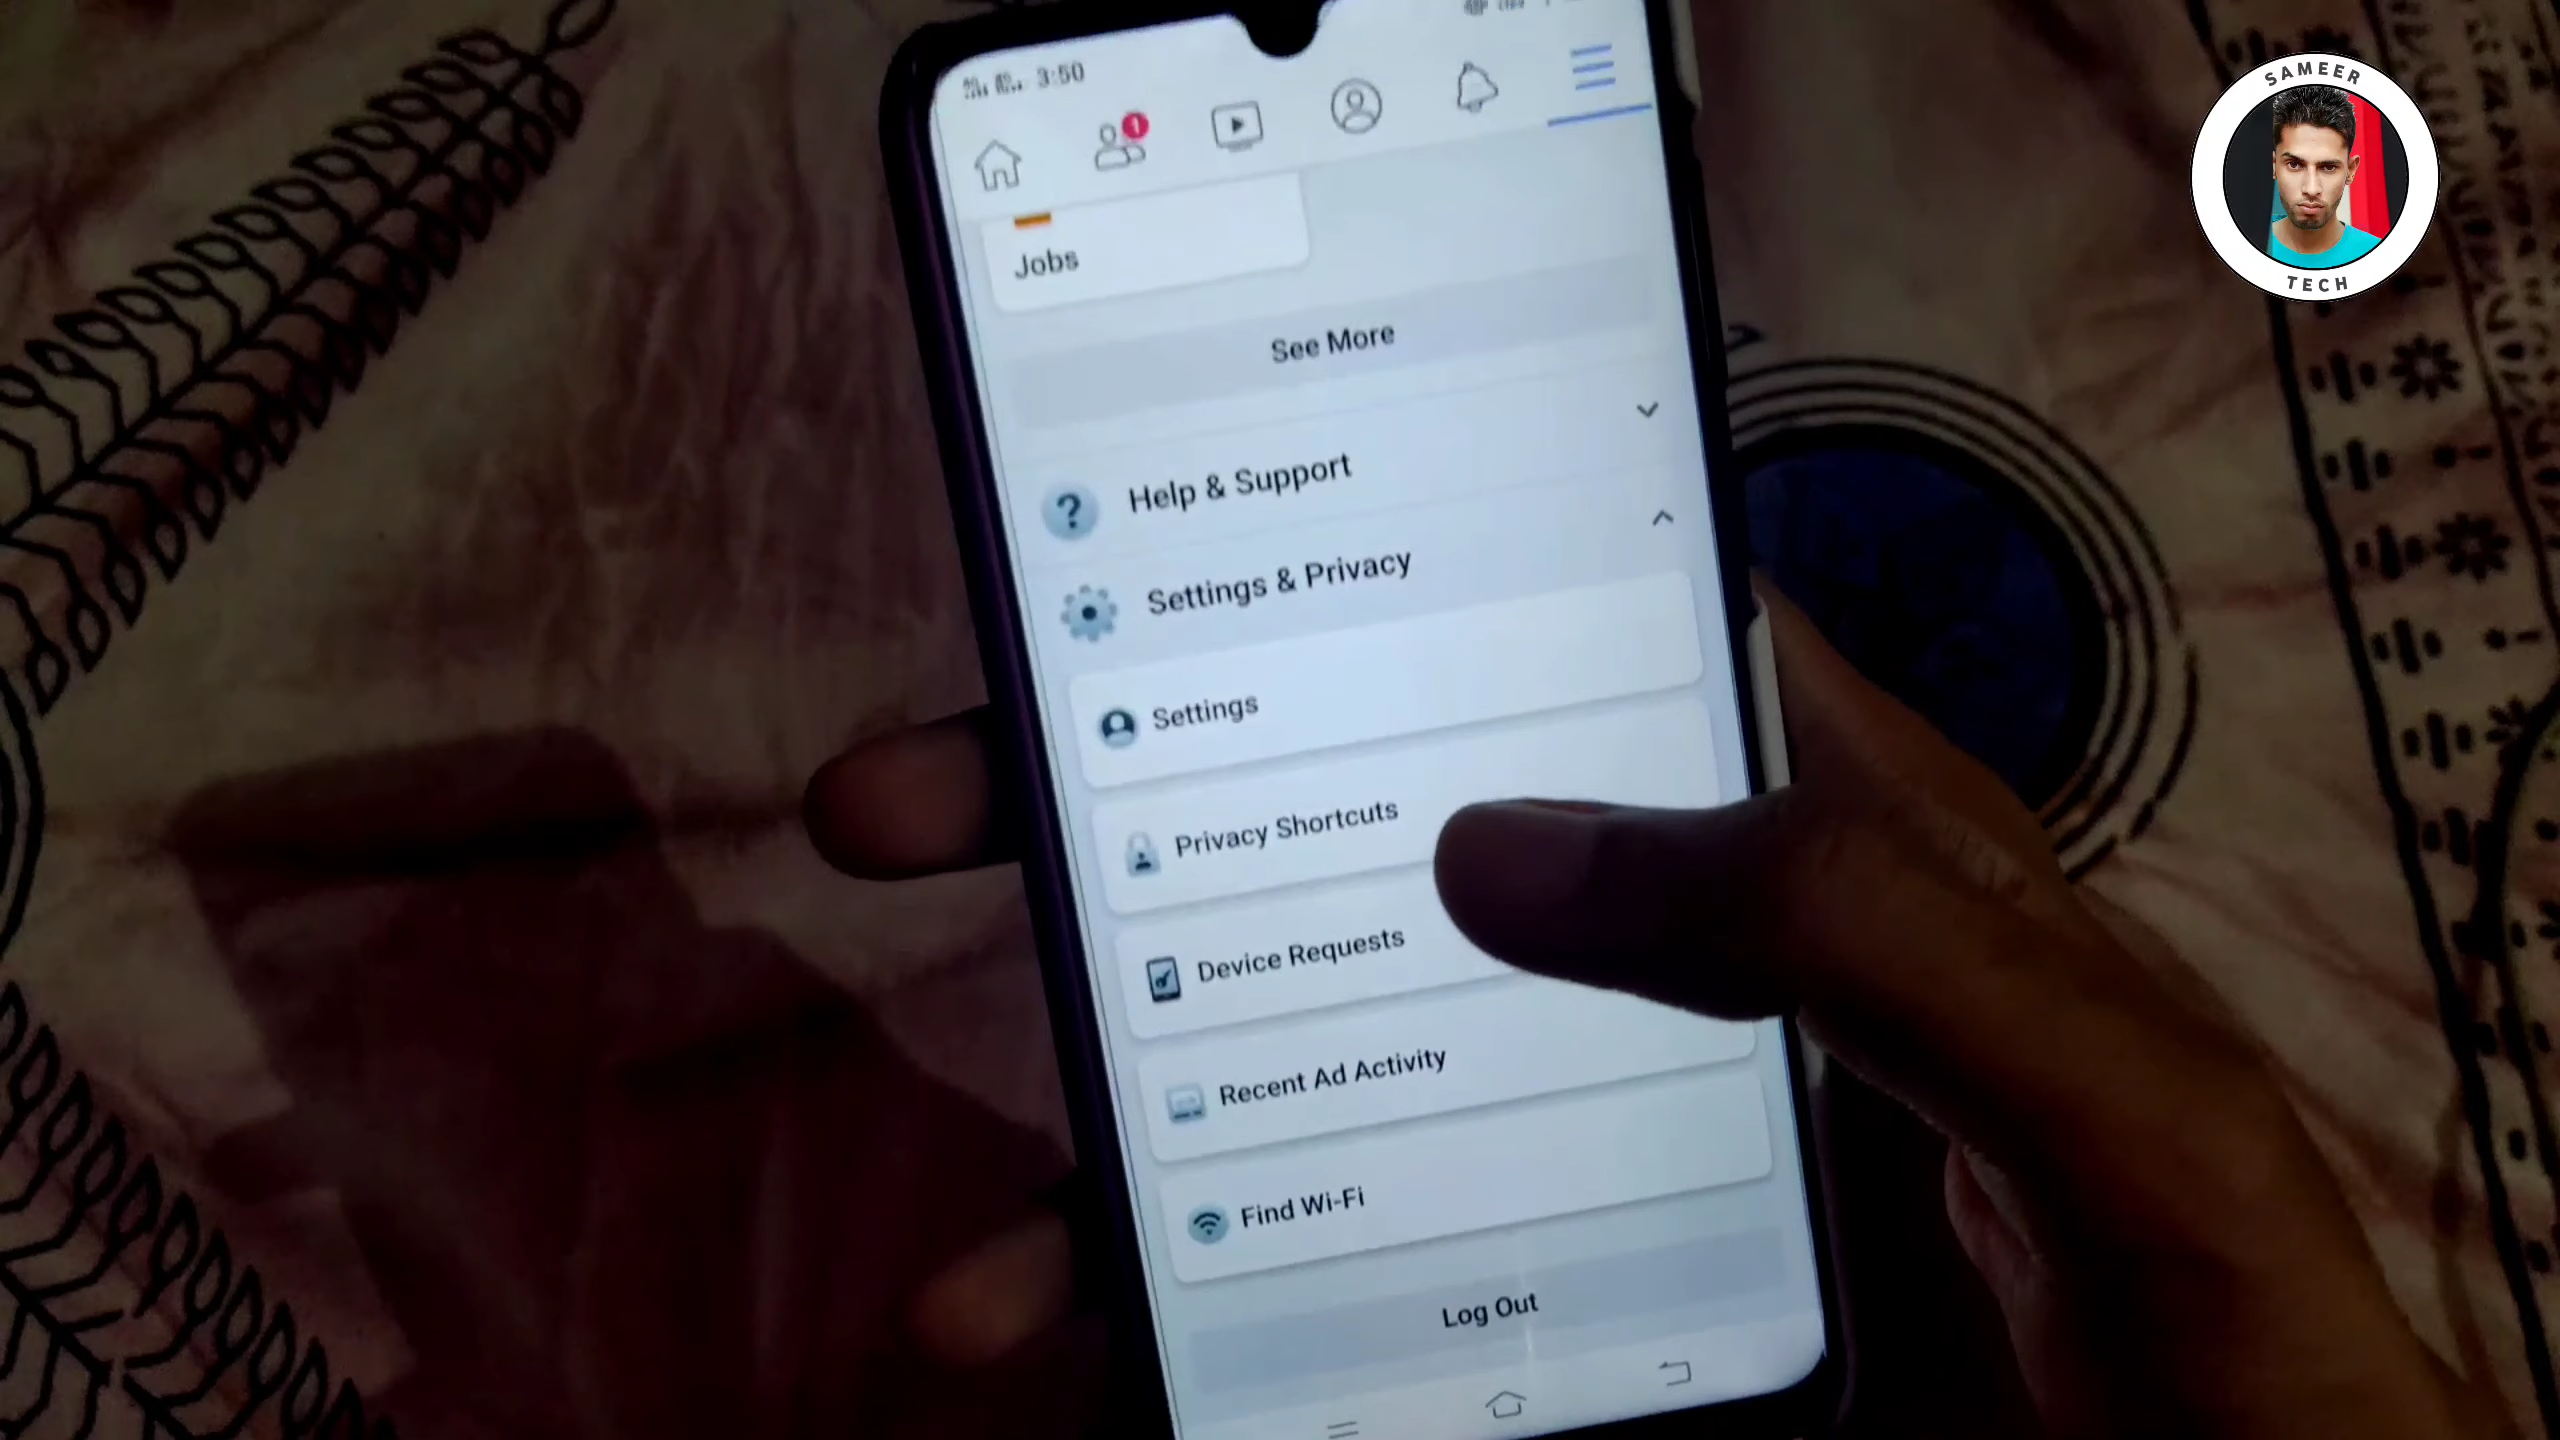 3:50
1
SAMEER
TECH
Jobs
See More
? Help & Support
Settings & Privacy
Settings
Privacy Shortcuts
Device Requests
Recent Ad Activity
Find Wi-Fi
Log Out